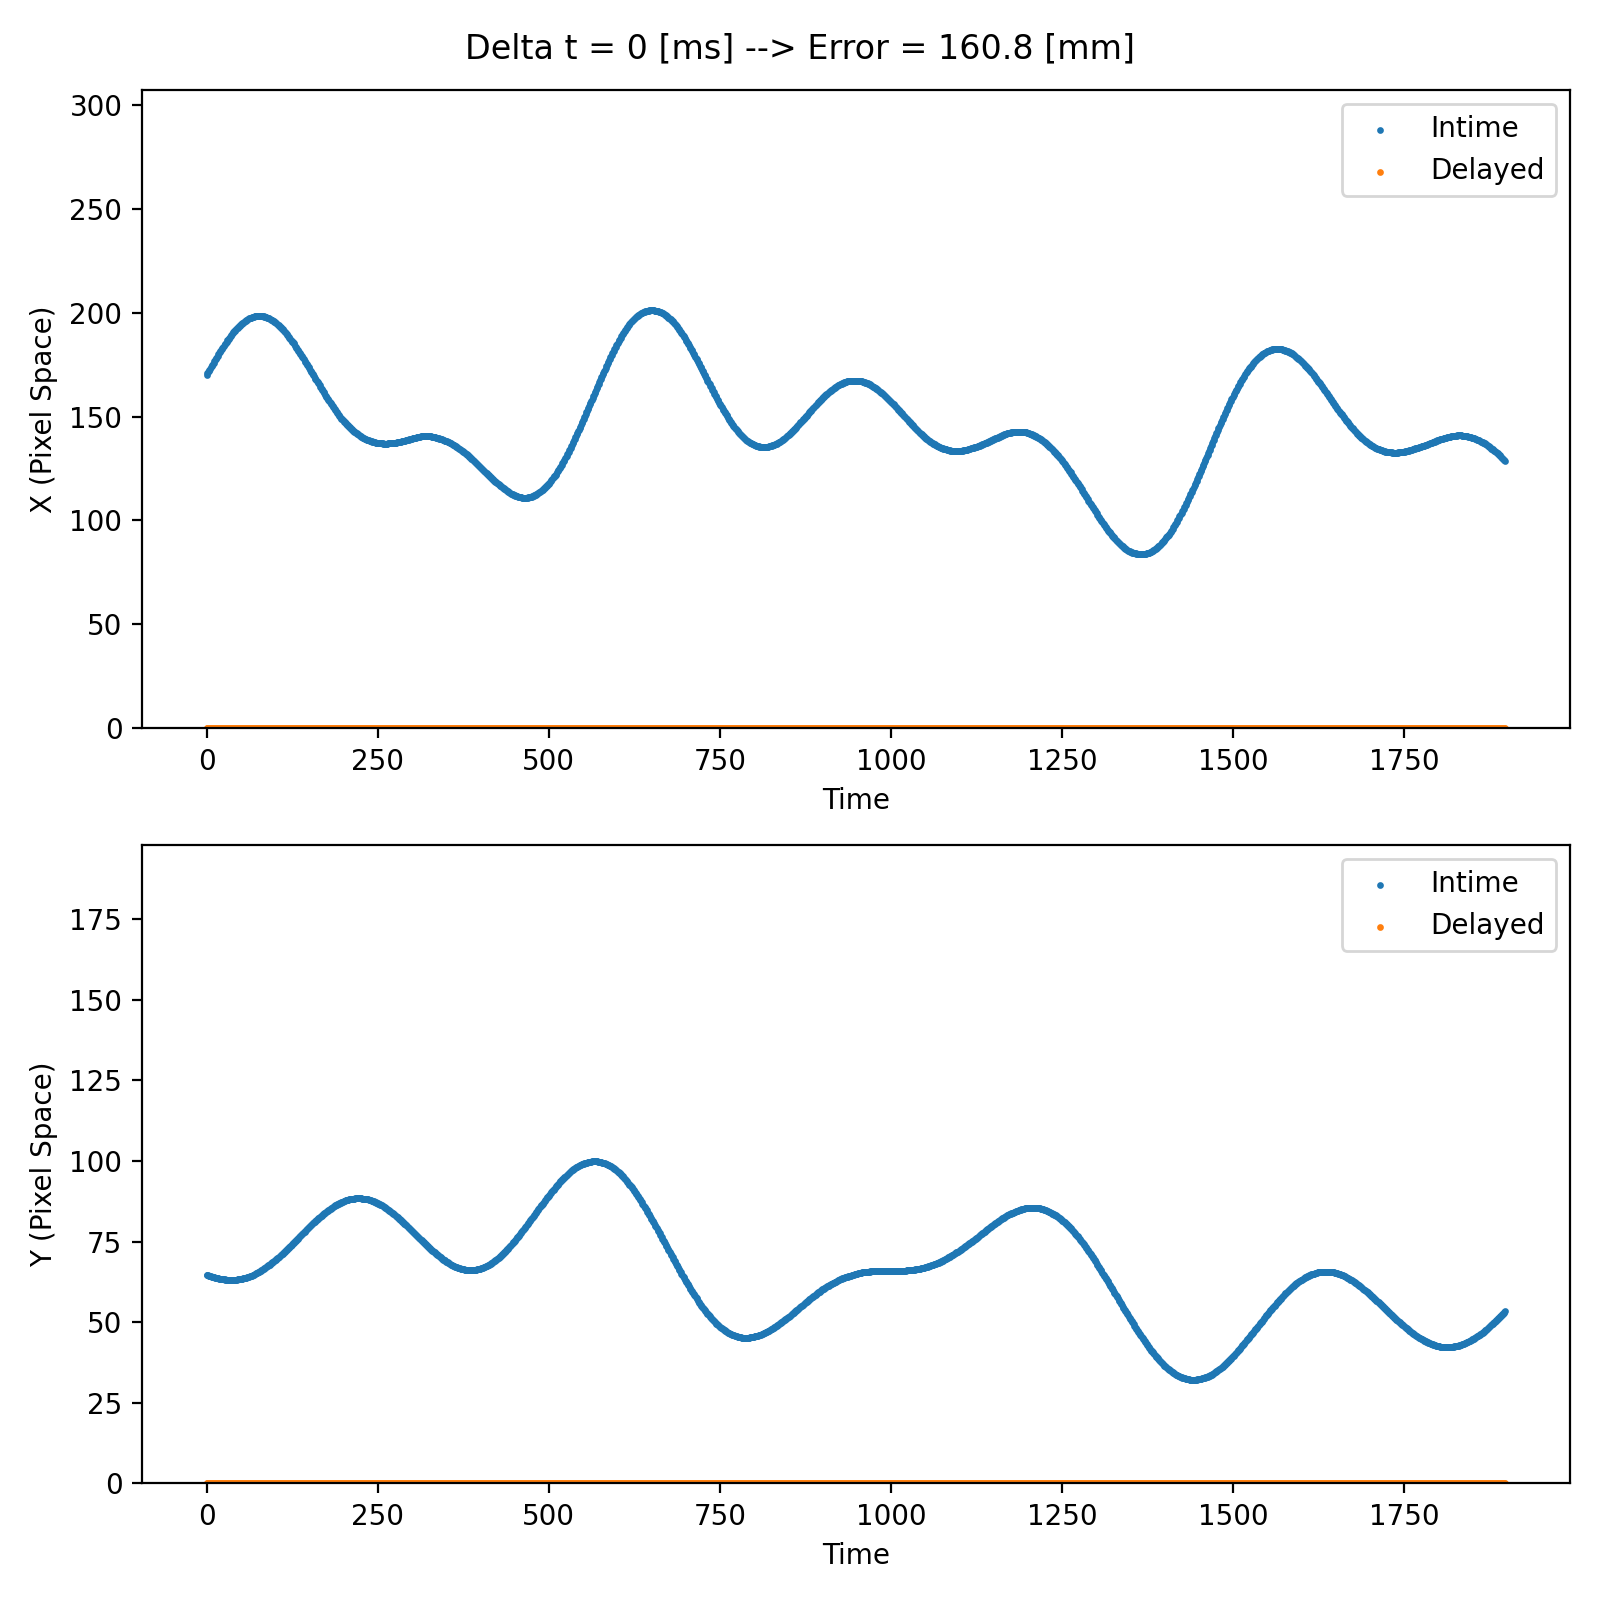 Delta t = 0 [ms] --> Error = 160.8 [mm]
300
250
200
150
100
50
0
X (Pixel Space)
Intime
Delayed
0 250 500 750 1000 1250 1500 1750
Time
175
150
125
100
75
50
25
0
Y (Pixel Space)
Intime
Delayed
0 250 500 750 1000 1250 1500 1750
Time